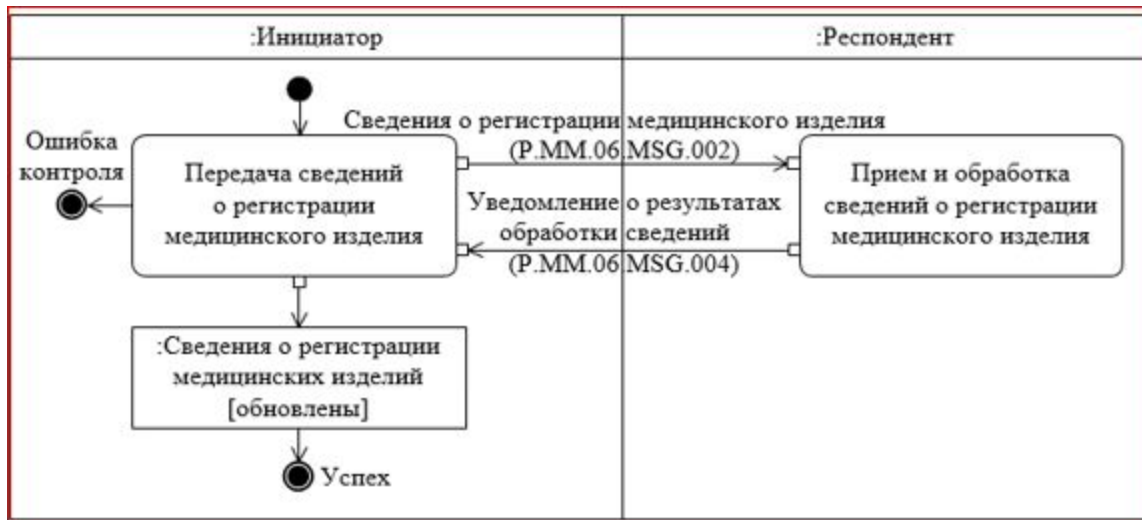 :Инициатор
:Респондент
Ошибка
контроля
Передача сведений
о регистрации
медицинского изделия
Сведения о регистрации медицинского изделия
(P.MM.06.MSG.002)
Уведомление о результатах
обработки сведений
(P.MM.06.MSG.004)
Прием и обработка
сведений о регистрации
медицинского изделия
:Сведения о регистрации
медицинских изделий
[обновлены]
Успех